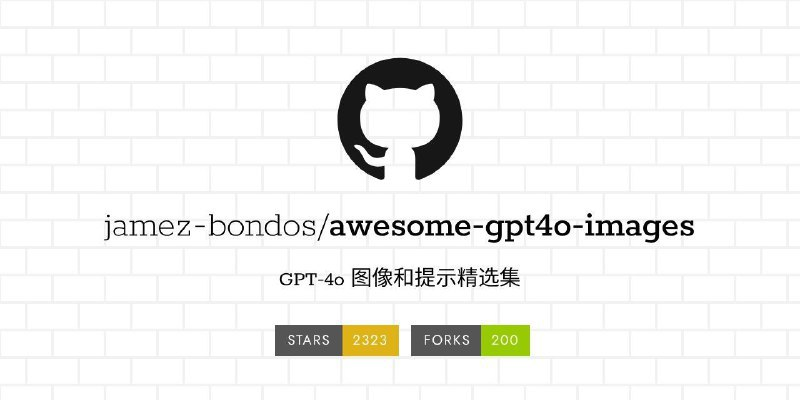 jamez-bondos/awesome-gpt4o-images
GPT-4o 图像和提示精选集
STARS 2323 FORKS 200